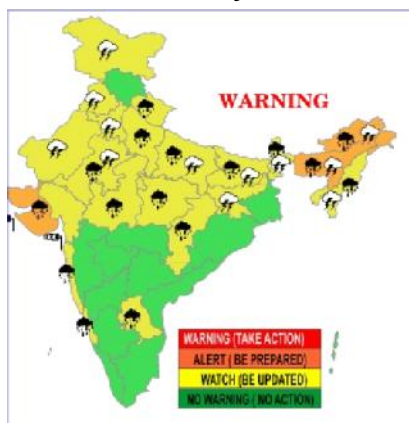 WARNING
WARNING (TAKE ACTION)
ALERT ( BE PREPARED)
WATCH (BE UPDATED)
NO WARNING ( NO ACTION)